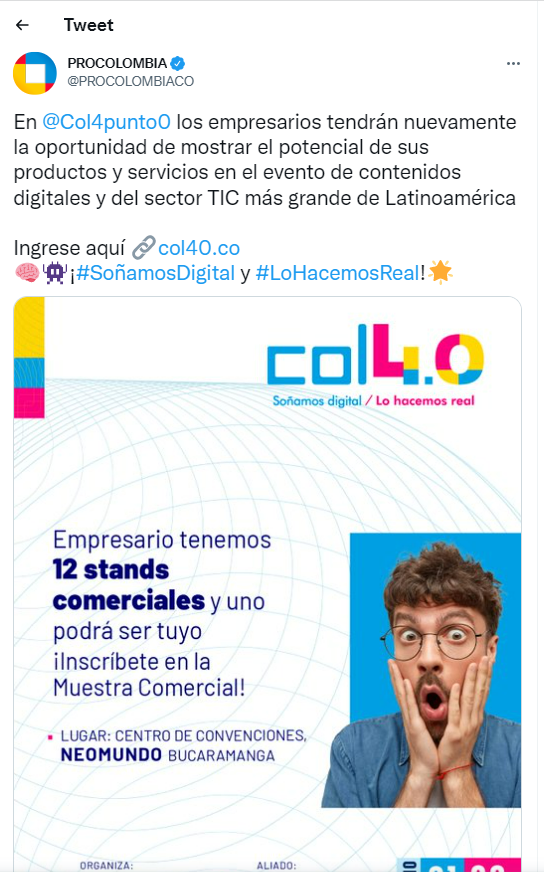 Tweet
PROCOLOMBIA
@PROCOLOMBIACO
En @Col4punto0 los empresarios tendrán nuevamente
la oportunidad de mostrar el potencial de sus
productos y servicios en el evento de contenidos
digitales y del sector TIC más grande de Latinoamérica
Ingrese aquí 🔗col40.co
🧠👾¡#SoñamosDigital y #LoHacemosReal!🌟
col4.0
Soñamos digital / Lo hacemos real
Empresario tenemos
12 stands
comerciales y uno
podrá ser tuyo
¡Inscríbete en la
Muestra Comercial!
LUGAR: CENTRO DE CONVENCIONES,
NEOMUNDO BUCARAMANGA
ORGANIZA: ALIADO: